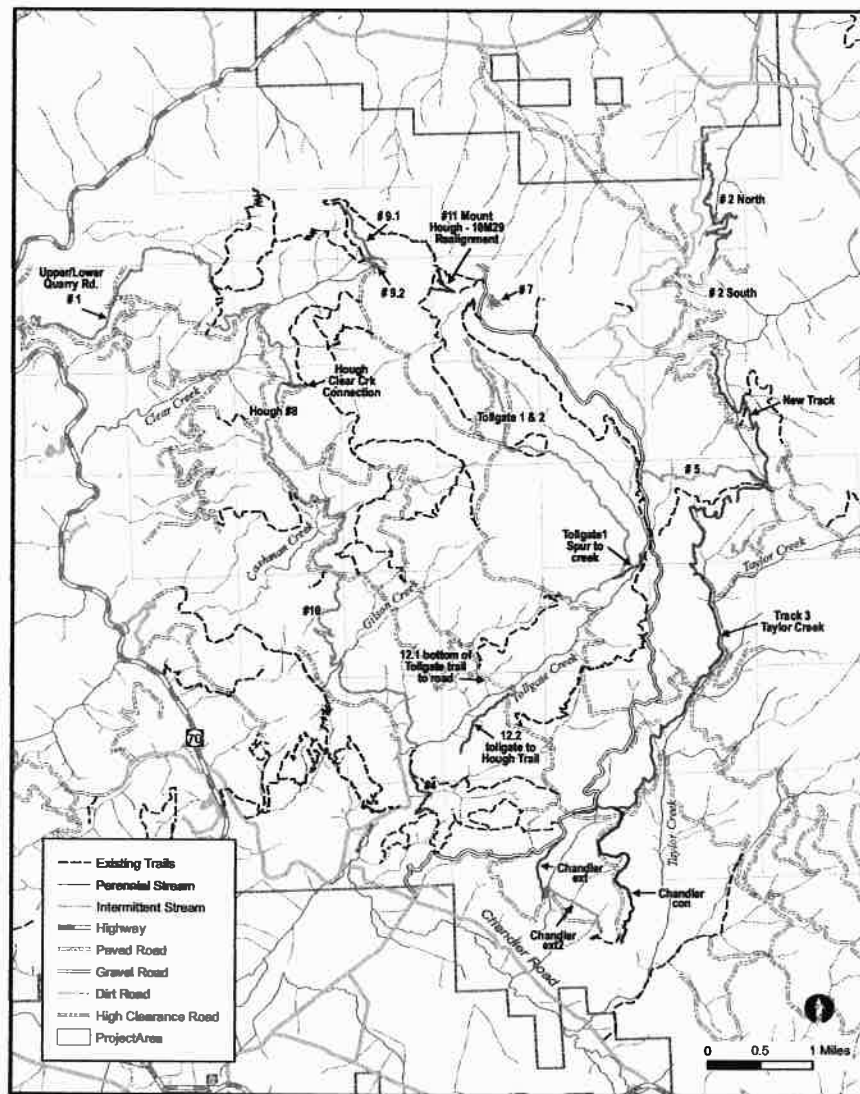 # 2 North
# 9.1
#11 Mount
Hough - 10M29
Realignment
Upper/Lower
Quarry Rd.
# 1
# 9.2
# 7
# 2 South
Hough
Clear Crk
Connection
Clear Creek
Hough #8
Tollgate 1 & 2
New Track
# 5
Cashman Creek
Tollgate1
Spur to
creek
Taylor Creek
#10
Gilson Creek
Track 3
Taylor Creek
12.1 bottom of
Tollgate trail
to road
Tollgate Creek
70
12.2
tollgate to
Hough Trail
#4
Taylor Creek
Chandler
ext
Chandler
con
Chandler
ext2
Chandler Road
Existing Trails
Perennial Stream
Intermittent Stream
Highway
Paved Road
Gravel Road
Dirt Road
High Clearance Road
ProjectArea
0 0.5 1 Miles